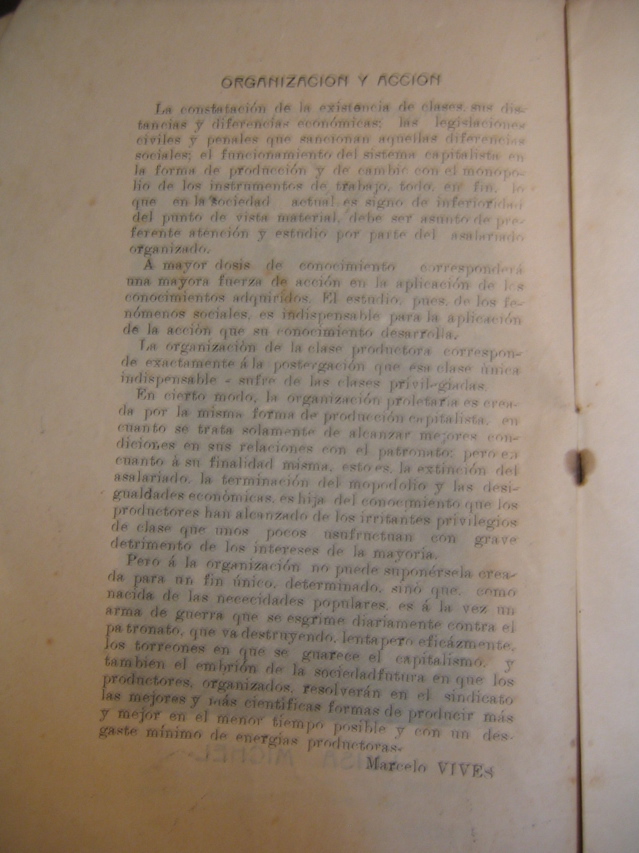 ORGANIZACION Y ACCION
La constatación de la existencia de clases, sus dis-
tancias y diferencias económicas; las legislaciones
civiles y penales que sancionan aquellas diferencias
sociales; el funcionamiento del sistema capitalista en
la forma de producción y de cambio con el monopo-
lio de los instrumentos de trabajo, todo, en fin, lo
que en la sociedad actual es signo de inferioridad
del punto de vista material, debe ser asunto de pre-
ferente atención y estudio por parte del asalariado
organizado.
A mayor dosis de conocimiento corresponderá
una mayora fuerza de acción en la aplicación de los
conocimientos adquiridos. El estudio, pues, de los fe-
nómenos sociales, es indispensable para la aplicación
de la acción que su conocimiento desarrolla.
La organización de la clase productora correspon-
de exactamente á la postergación que esa clase única
indispensable - sufre de las clases privil-giadas.
En cierto modo, la organización proletaria es crea-
da por la misma forma de producción capitalista, en
cuanto se trata solamente de alcanzar mejores con-
diciones en sus relaciones con el patronato; pero en
cuanto à su finalidad misma, esto es, la extinción del
asalariado, la terminación del mopodolio y las desi-
gualdades económicas, es hija del conocimiento que los
productores han alcanzado de los irritantes privilegios
de clase que unos pocos usufructuan con grave
detrimento de los intereses de la mayoría.
Pero á la organización no puede suponérsela crea-
da para un fin único, determinado, sinó que, como
nacida de las nececidades populares, es á la vez un
arma de guerra que se esgrime diariamente contra el
patronato, que va destruyendo, lenta pero eficázmente,
los torreones en que se guarece el capitalismo, y
tambien el embrión de la sociedad futura en que los
productores, organizados, resolverán en el sindicato
las mejores y más cientificas formas de producir más
y mejor en el menor tiempo posible y con un des-
gaste mínimo de energías productoras.
Marcelo VIVES